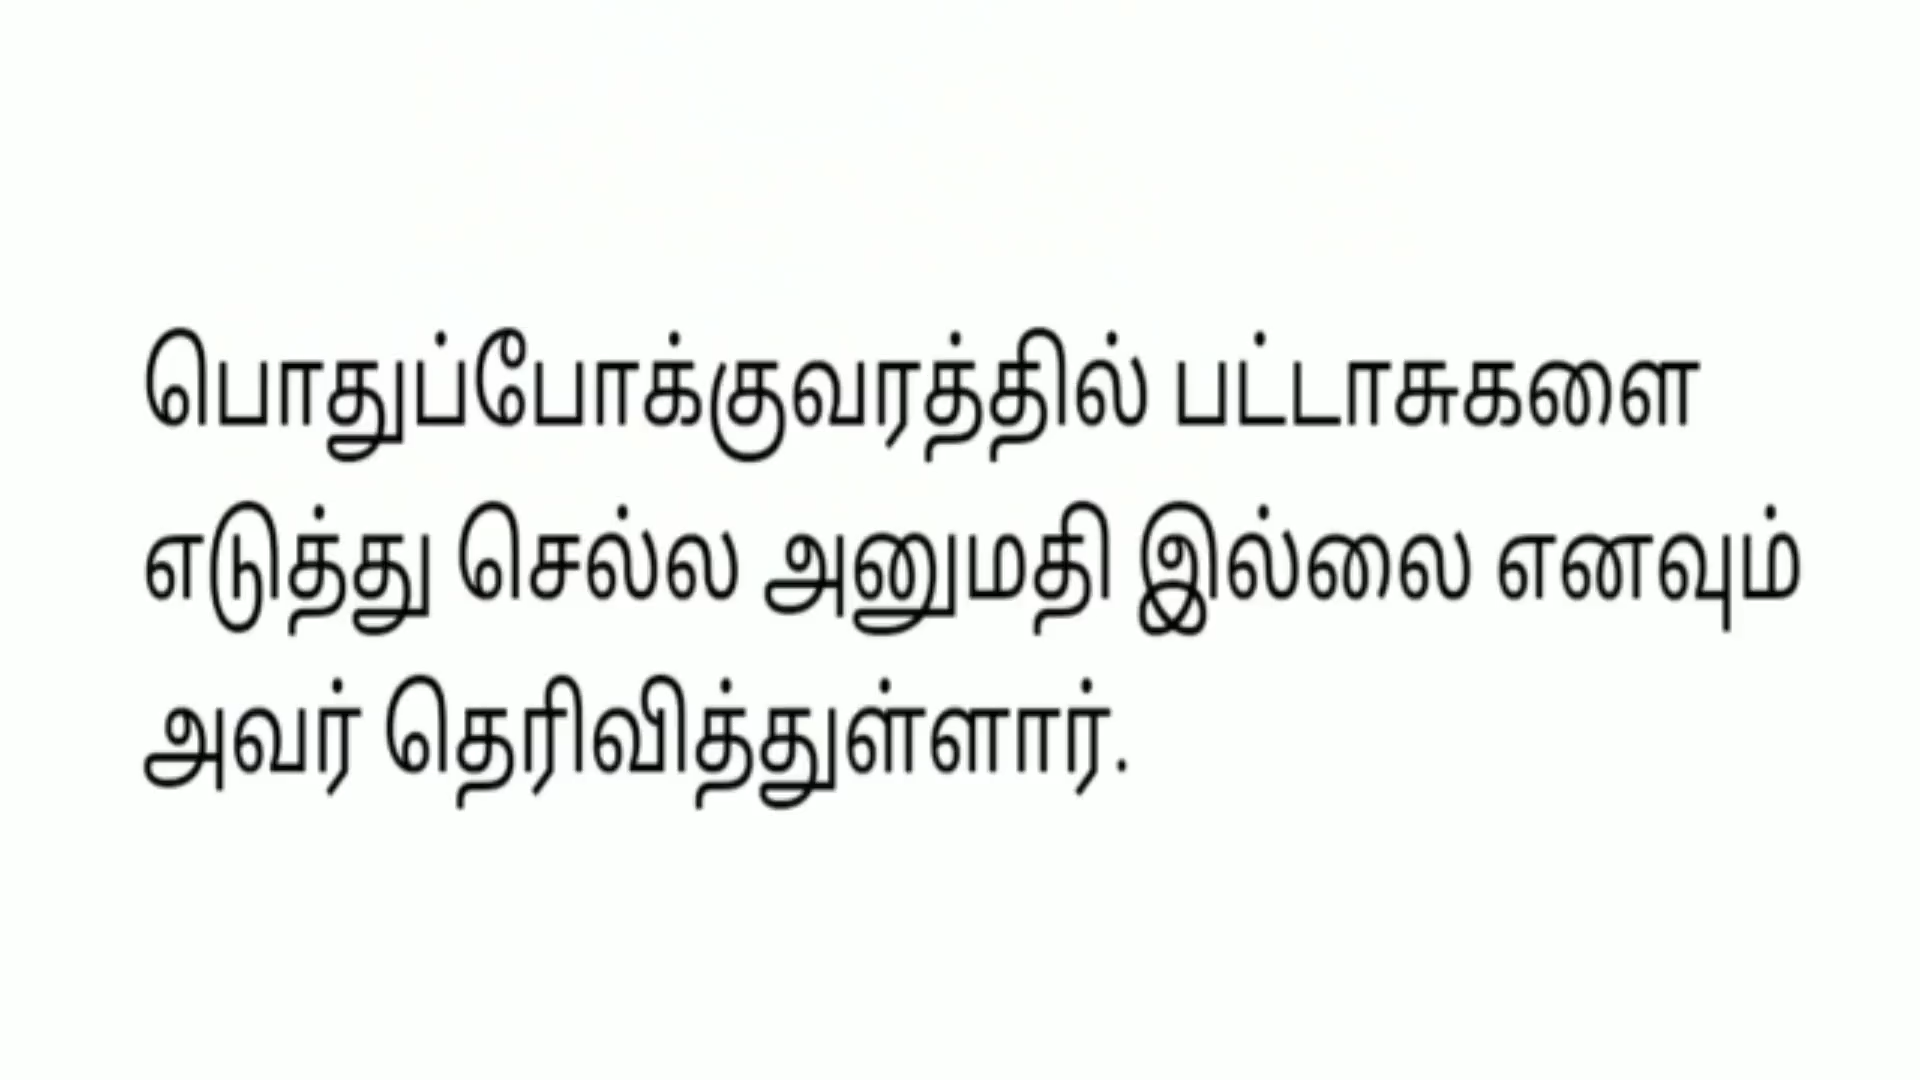 பொதுப்போக்குவரத்தில் பட்டாசுகளை
எடுத்து செல்ல அனுமதி இல்லை எனவும்
அவர் தெரிவித்துள்ளார்.